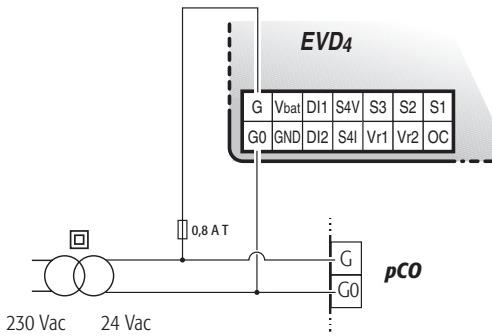 EVD4
G Vbat DI1 S4V S3 S2 S1
G0 GND DI2 S4I Vr1 Vr2 OC
0,8 A T
G
pCO
G0
230 Vac 24 Vac